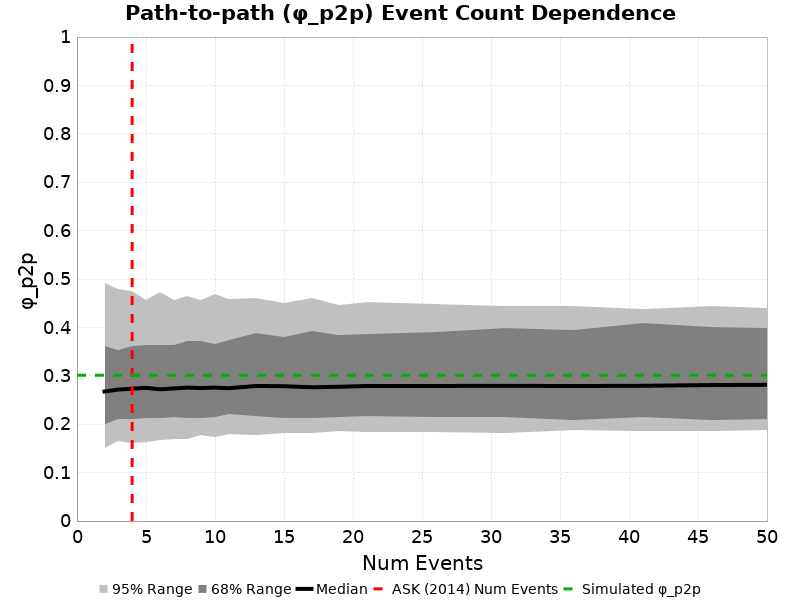 Path-to-path (φ_p2p) Event Count Dependence
1
0.9
0.8
0.7
0.6
0.5
0.4
0.3
0.2
0.1
0
φ_p2p
0 5 10 15 20 25 30 35 40 45 50
Num Events
95% Range 68% Range Median ASK (2014) Num Events Simulated φ_p2p